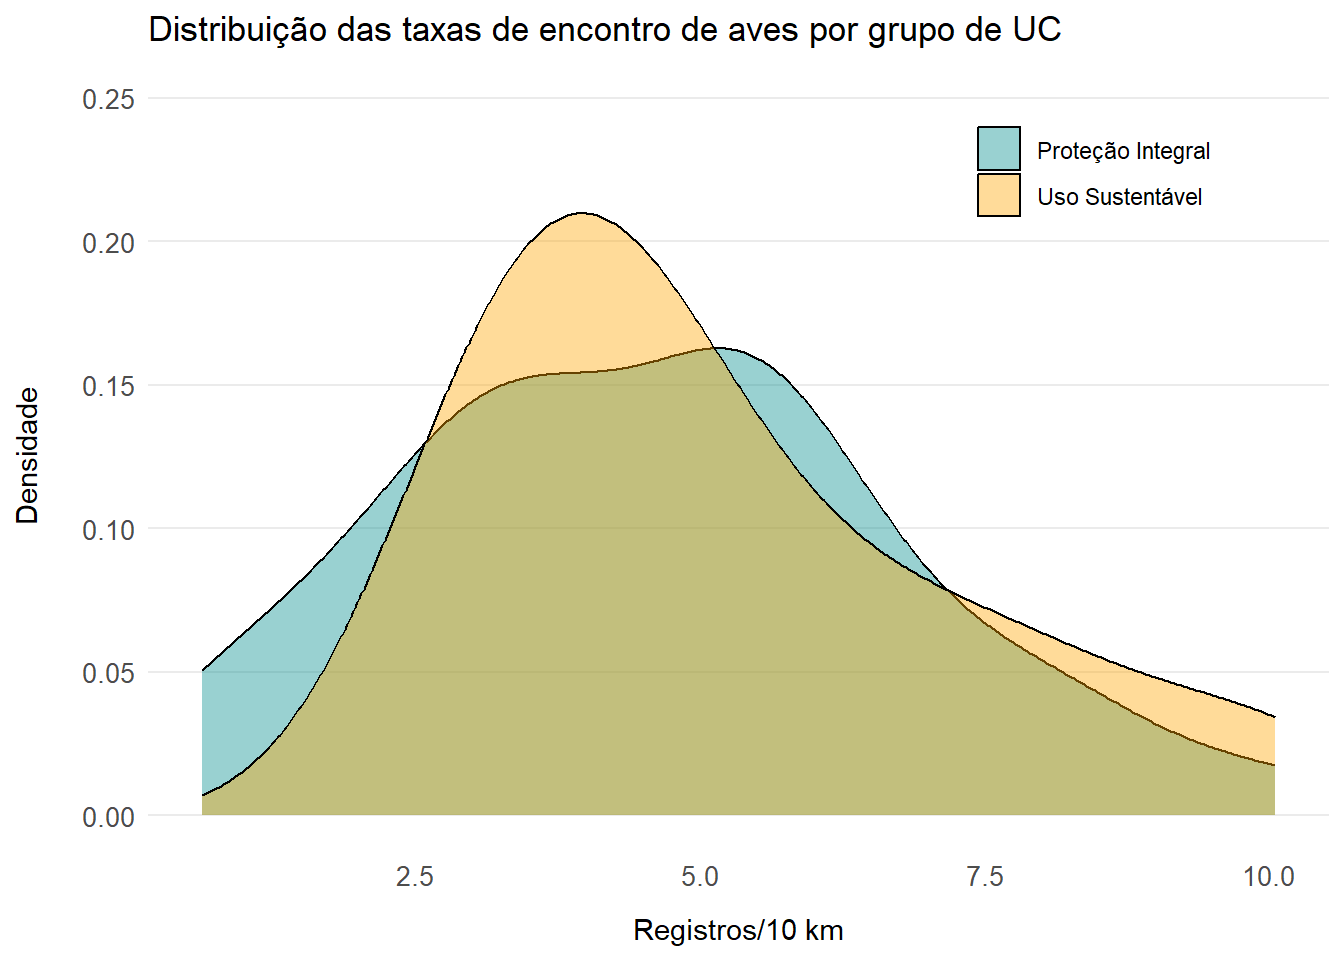 Distribuição das taxas de encontro de aves por grupo de UC
0.25
0.20
0.15
0.10
0.05
0.00
Densidade
Proteção Integral
Uso Sustentável
2.5 5.0 7.5 10.0
Registros/10 km